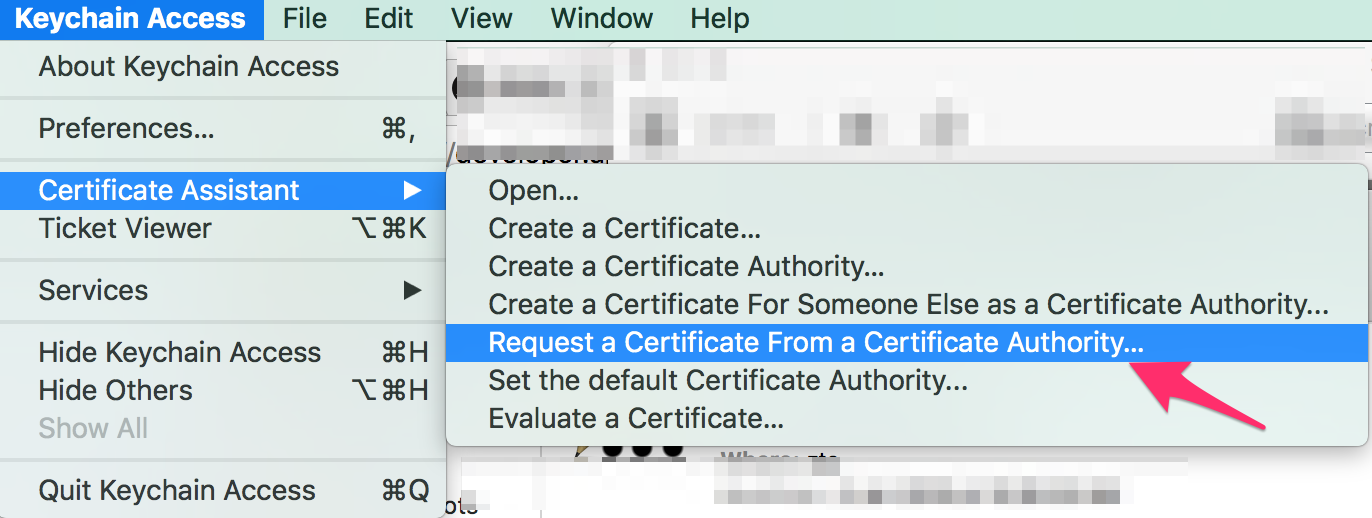 Keychain Access File Edit View Window Help
About Keychain Access
Preferences... ⌘,
Certificate Assistant ▶
Ticket Viewer ⌥⌘K
Services ▶
Hide Keychain Access ⌘H
Hide Others ⌥⌘H
Show All
Quit Keychain Access ⌘Q
Open...
Create a Certificate...
Create a Certificate Authority...
Create a Certificate For Someone Else as a Certificate Authority...
Request a Certificate From a Certificate Authority...
Set the default Certificate Authority...
Evaluate a Certificate...